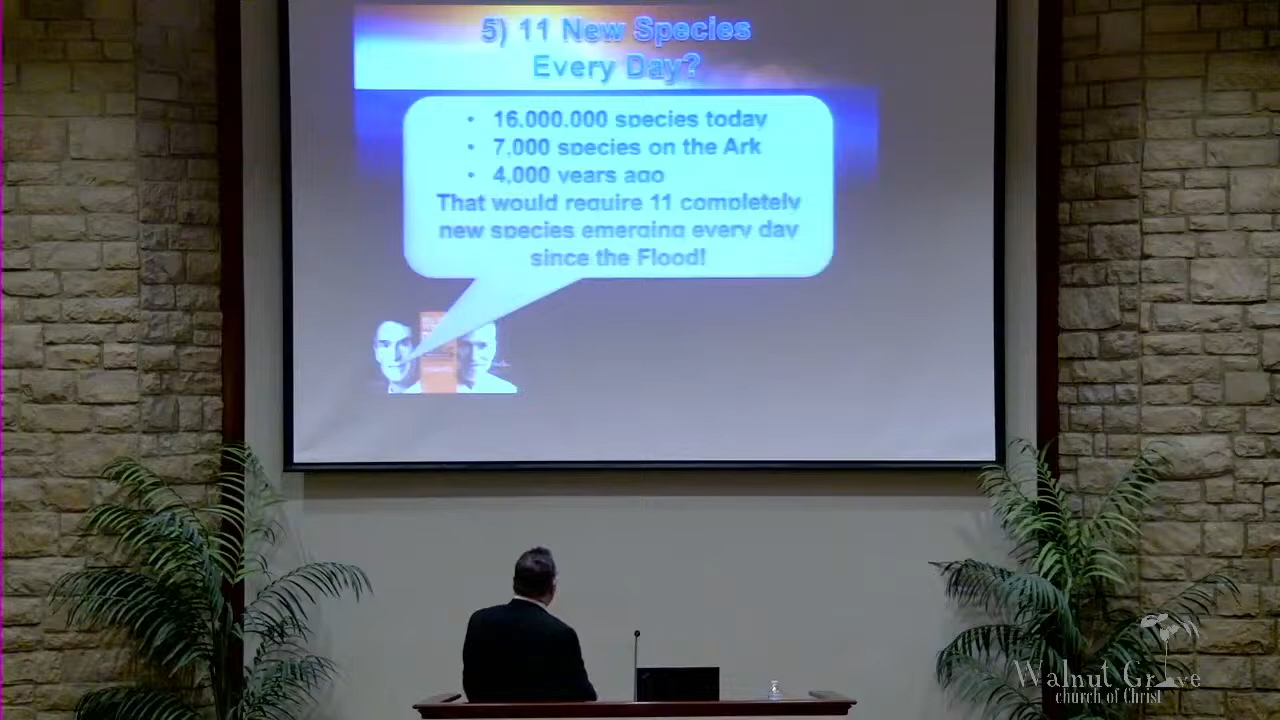 5) 11 New Species
Every Day?
• 16,000,000 species today
• 7,000 species on the Ark
• 4,000 years ago
That would require 11 completely
new species emerging every day
since the Flood!
Walnut Grove
church of Christ